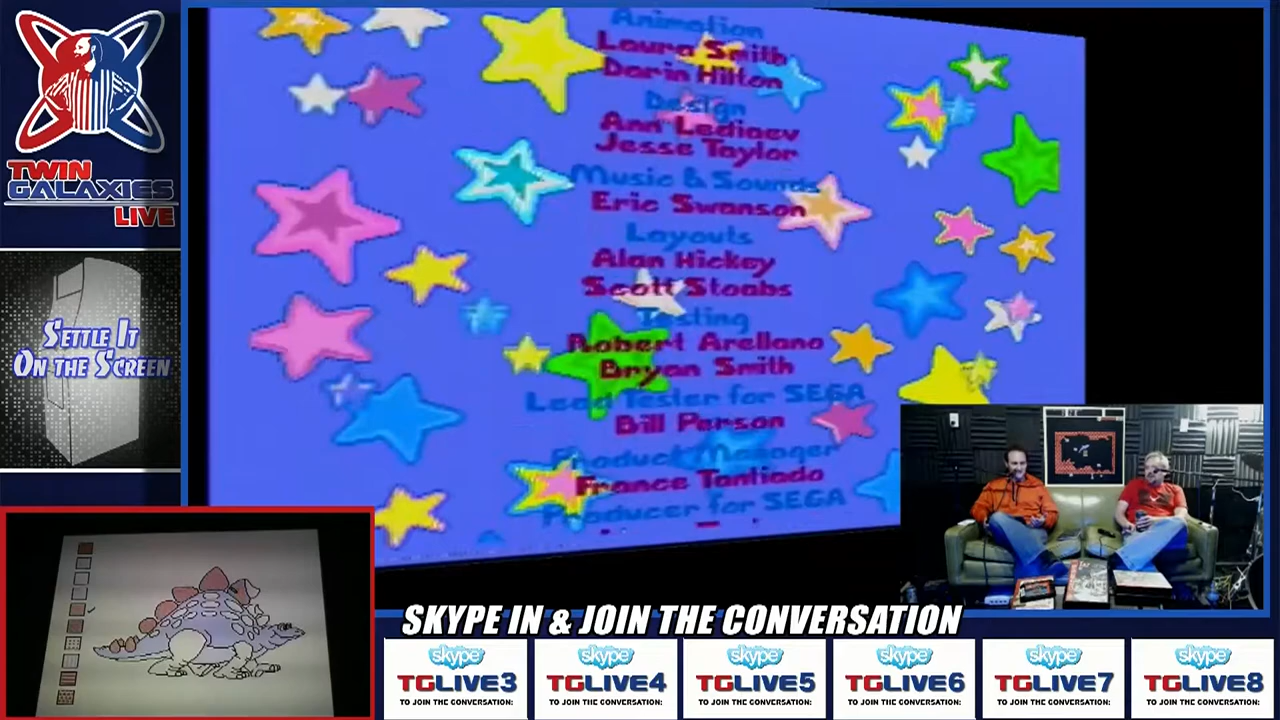 Animation
Laura Smith
Darin Hilton
Design
Ann Lediaev
Jesse Taylor
Music & Sounds
Eric Swanson
Layouts
Alan Hickey
Scott Stoabs
Testing
Robert Arellano
Bryan Smith
Lead Tester for SEGA
Bill Person
Product Manager
France Tantiado
Producer for SEGA
TWIN
GALAXIES
LIVE
SETTLE IT
ON THE SCREEN
SKYPE IN & JOIN THE CONVERSATION
skype
TGLIVE3
TO JOIN THE CONVERSATION:
skype
TGLIVE4
TO JOIN THE CONVERSATION:
skype
TGLIVE5
TO JOIN THE CONVERSATION:
skype
TGLIVE6
TO JOIN THE CONVERSATION:
skype
TGLIVE7
TO JOIN THE CONVERSATION:
skype
TGLIVE8
TO JOIN THE CONVERSATION: